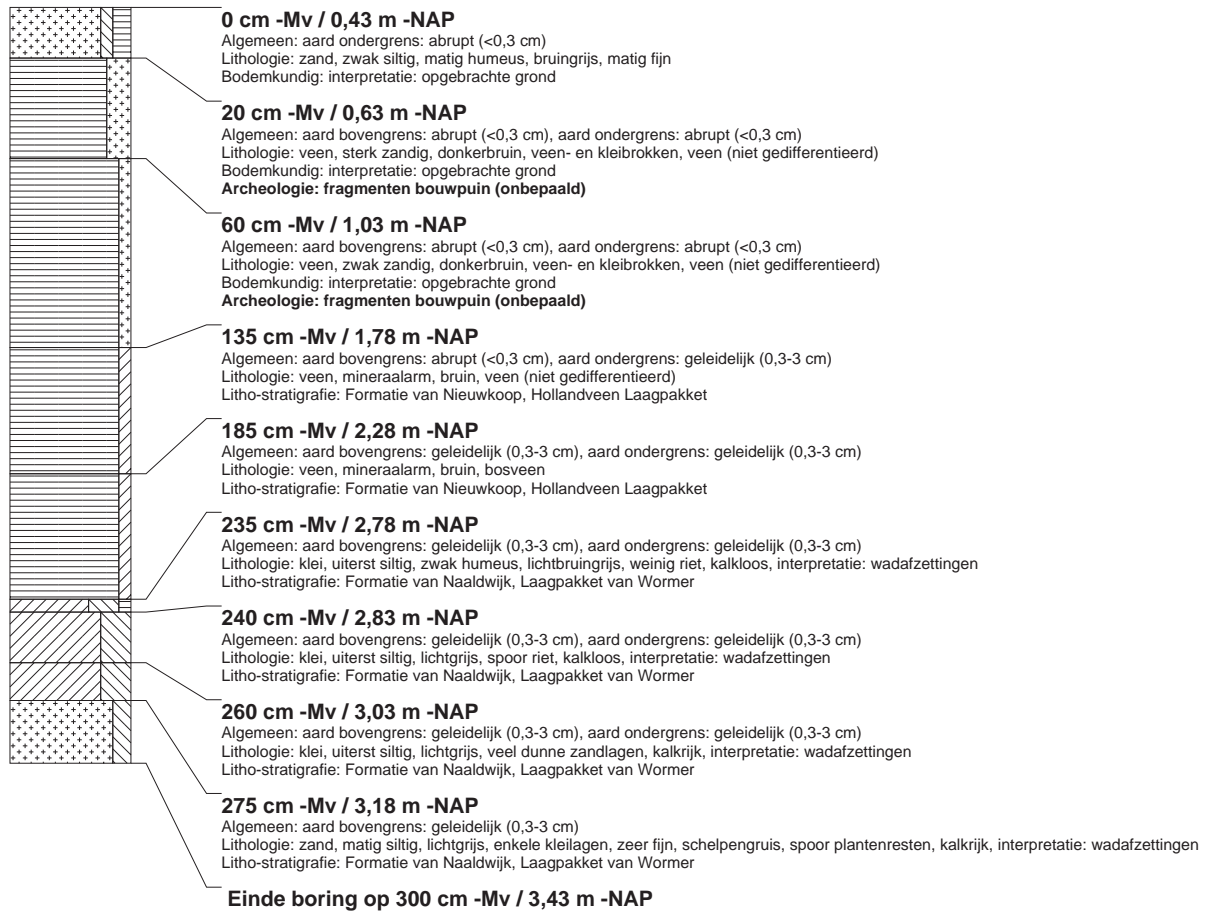 0 cm -Mv / 0,43 m -NAP
Algemeen: aard ondergrens: abrupt (<0,3 cm)
Lithologie: zand, zwak siltig, matig humeus, bruingrijs, matig fijn
Bodemkundig: interpretatie: opgebrachte grond
20 cm -Mv / 0,63 m -NAP
Algemeen: aard bovengrens: abrupt (<0,3 cm), aard ondergrens: abrupt (<0,3 cm)
Lithologie: veen, sterk zandig, donkerbruin, veen- en kleibrokken, veen (niet gedifferentieerd)
Bodemkundig: interpretatie: opgebrachte grond
Archeologie: fragmenten bouwpuin (onbepaald)
60 cm -Mv / 1,03 m -NAP
Algemeen: aard bovengrens: abrupt (<0,3 cm), aard ondergrens: abrupt (<0,3 cm)
Lithologie: veen, zwak zandig, donkerbruin, veen- en kleibrokken, veen (niet gedifferentieerd)
Bodemkundig: interpretatie: opgebrachte grond
Archeologie: fragmenten bouwpuin (onbepaald)
135 cm -Mv / 1,78 m -NAP
Algemeen: aard bovengrens: abrupt (<0,3 cm), aard ondergrens: geleidelijk (0,3-3 cm)
Lithologie: veen, mineraalarm, bruin, veen (niet gedifferentieerd)
Litho-stratigrafie: Formatie van Nieuwkoop, Hollandveen Laagpakket
185 cm -Mv / 2,28 m -NAP
Algemeen: aard bovengrens: geleidelijk (0,3-3 cm), aard ondergrens: geleidelijk (0,3-3 cm)
Lithologie: veen, mineraalarm, bruin, bosveen
Litho-stratigrafie: Formatie van Nieuwkoop, Hollandveen Laagpakket
235 cm -Mv / 2,78 m -NAP
Algemeen: aard bovengrens: geleidelijk (0,3-3 cm), aard ondergrens: geleidelijk (0,3-3 cm)
Lithologie: klei, uiterst siltig, zwak humeus, lichtbruingrijs, weinig riet, kalkloos, interpretatie: wadafzettingen
Litho-stratigrafie: Formatie van Naaldwijk, Laagpakket van Wormer
240 cm -Mv / 2,83 m -NAP
Algemeen: aard bovengrens: geleidelijk (0,3-3 cm), aard ondergrens: geleidelijk (0,3-3 cm)
Lithologie: klei, uiterst siltig, lichtgrijs, spoor riet, kalkloos, interpretatie: wadafzettingen
Litho-stratigrafie: Formatie van Naaldwijk, Laagpakket van Wormer
260 cm -Mv / 3,03 m -NAP
Algemeen: aard bovengrens: geleidelijk (0,3-3 cm), aard ondergrens: geleidelijk (0,3-3 cm)
Lithologie: klei, uiterst siltig, lichtgrijs, veel dunne zandlagen, kalkrijk, interpretatie: wadafzettingen
Litho-stratigrafie: Formatie van Naaldwijk, Laagpakket van Wormer
275 cm -Mv / 3,18 m -NAP
Algemeen: aard bovengrens: geleidelijk (0,3-3 cm)
Lithologie: zand, matig siltig, lichtgrijs, enkele kleilagen, zeer fijn, schelpengruis, spoor plantenresten, kalkrijk, interpretatie: wadafzettingen
Litho-stratigrafie: Formatie van Naaldwijk, Laagpakket van Wormer
Einde boring op 300 cm -Mv / 3,43 m -NAP